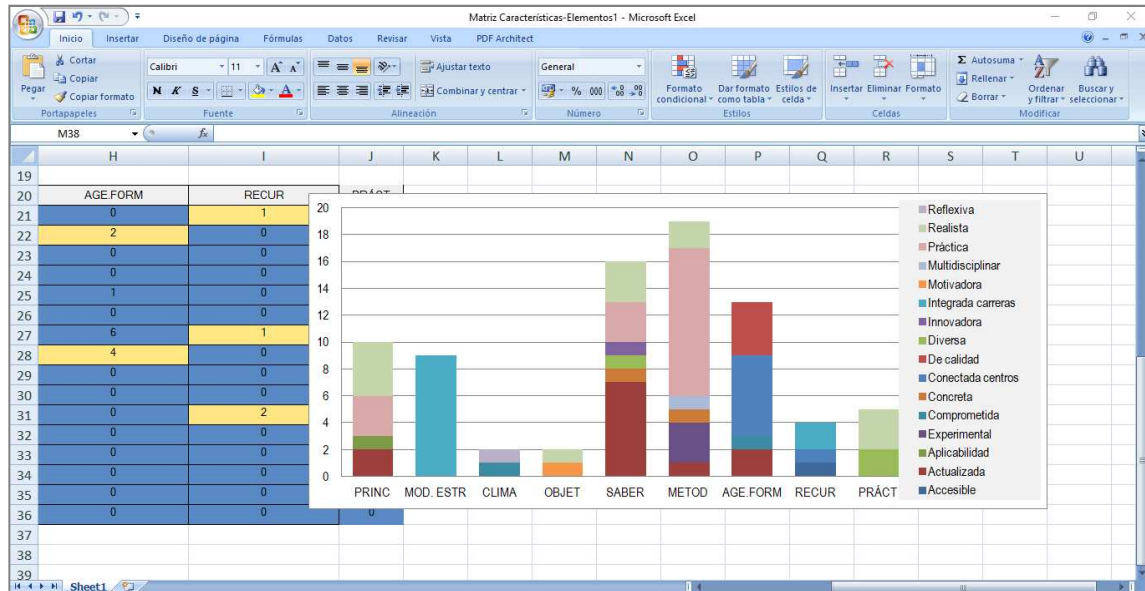 Matriz Características-Elementos1 - Microsoft Excel
Inicio Insertar Diseño de página Fórmulas Datos Revisar Vista PDF Architect
Pegar
Cortar
Copiar
Copiar formato
Portapapeles
Calibri 11
N K S
Fuente
Ajustar texto
Combinar y centrar
Alineación
General
% 000
Número
Formato condicional
Dar formato como tabla
Estilos de celda
Estilos
Insertar Eliminar Formato
Celdas
Autosuma
Rellenar
Borrar
Ordenar y filtrar
Buscar y seleccionar
Modificar
M38 fx
H I J K L M N O P Q R S T U
19
20 AGE.FORM RECUR PRÁCT
21 0 1
22 2 0
23 0 0
24 0 0
25 1 0
26 0 0
27 6 1
28 4 0
29 0 0
30 0 0
31 0 2
32 0 0
33 0 0
34 0 0
35 0 0
36 0 0 0
37
38
39
20
18
16
14
12
10
8
6
4
2
0
PRINC MOD. ESTR CLIMA OBJET SABER METOD AGE.FORM RECUR PRÁCT
Reflexiva
Realista
Práctica
Multidisciplinar
Motivadora
Integrada carreras
Innovadora
Diversa
De calidad
Conectada centros
Concreta
Comprometida
Experimental
Aplicabilidad
Actualizada
Accesible
Sheet1